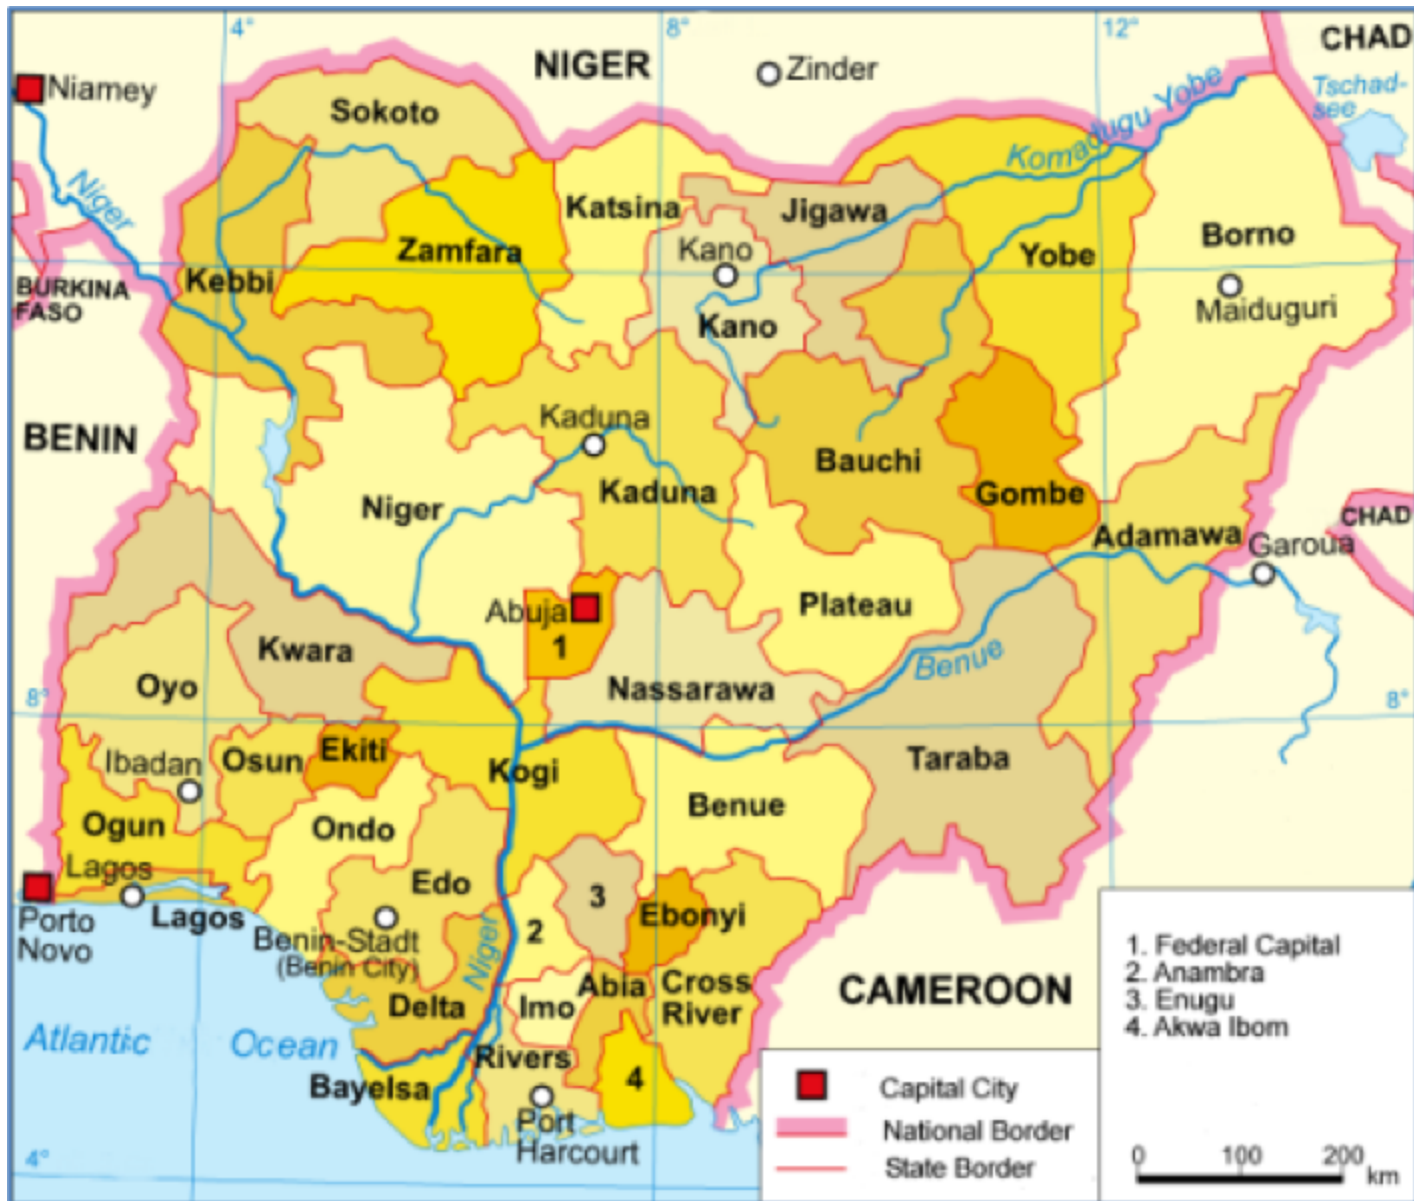 4°
8°
12°
NIGER
Zinder
CHAD
Niamey
Tschad-
see
Sokoto
Komadugu Yobe
Niger
Katsina
Jigawa
Zamfara
Kano
Yobe
Borno
Kebbi
BURKINA
FASO
Maiduguri
Kano
BENIN
Kaduna
Bauchi
Niger
Kaduna
Gombe
CHAD
Adamawa
Garoua
Abuja
1
Plateau
Kwara
Benue
Oyo
Nassarawa
8°
8°
Ibadan
Osun
Ekiti
Kogi
Taraba
Benue
Ogun
Ondo
Lagos
Edo
3
Ebonyi
Porto
Novo
Lagos
2
Benin-Stadt
(Benin City)
Niger
Delta
Imo
Abia
Cross
River
CAMEROON
Atlantic Ocean
Rivers
Bayelsa
4
Port
Harcourt
4°
1. Federal Capital
2. Anambra
3. Enugu
4. Akwa Ibom
Capital City
National Border
State Border
0 100 200
km